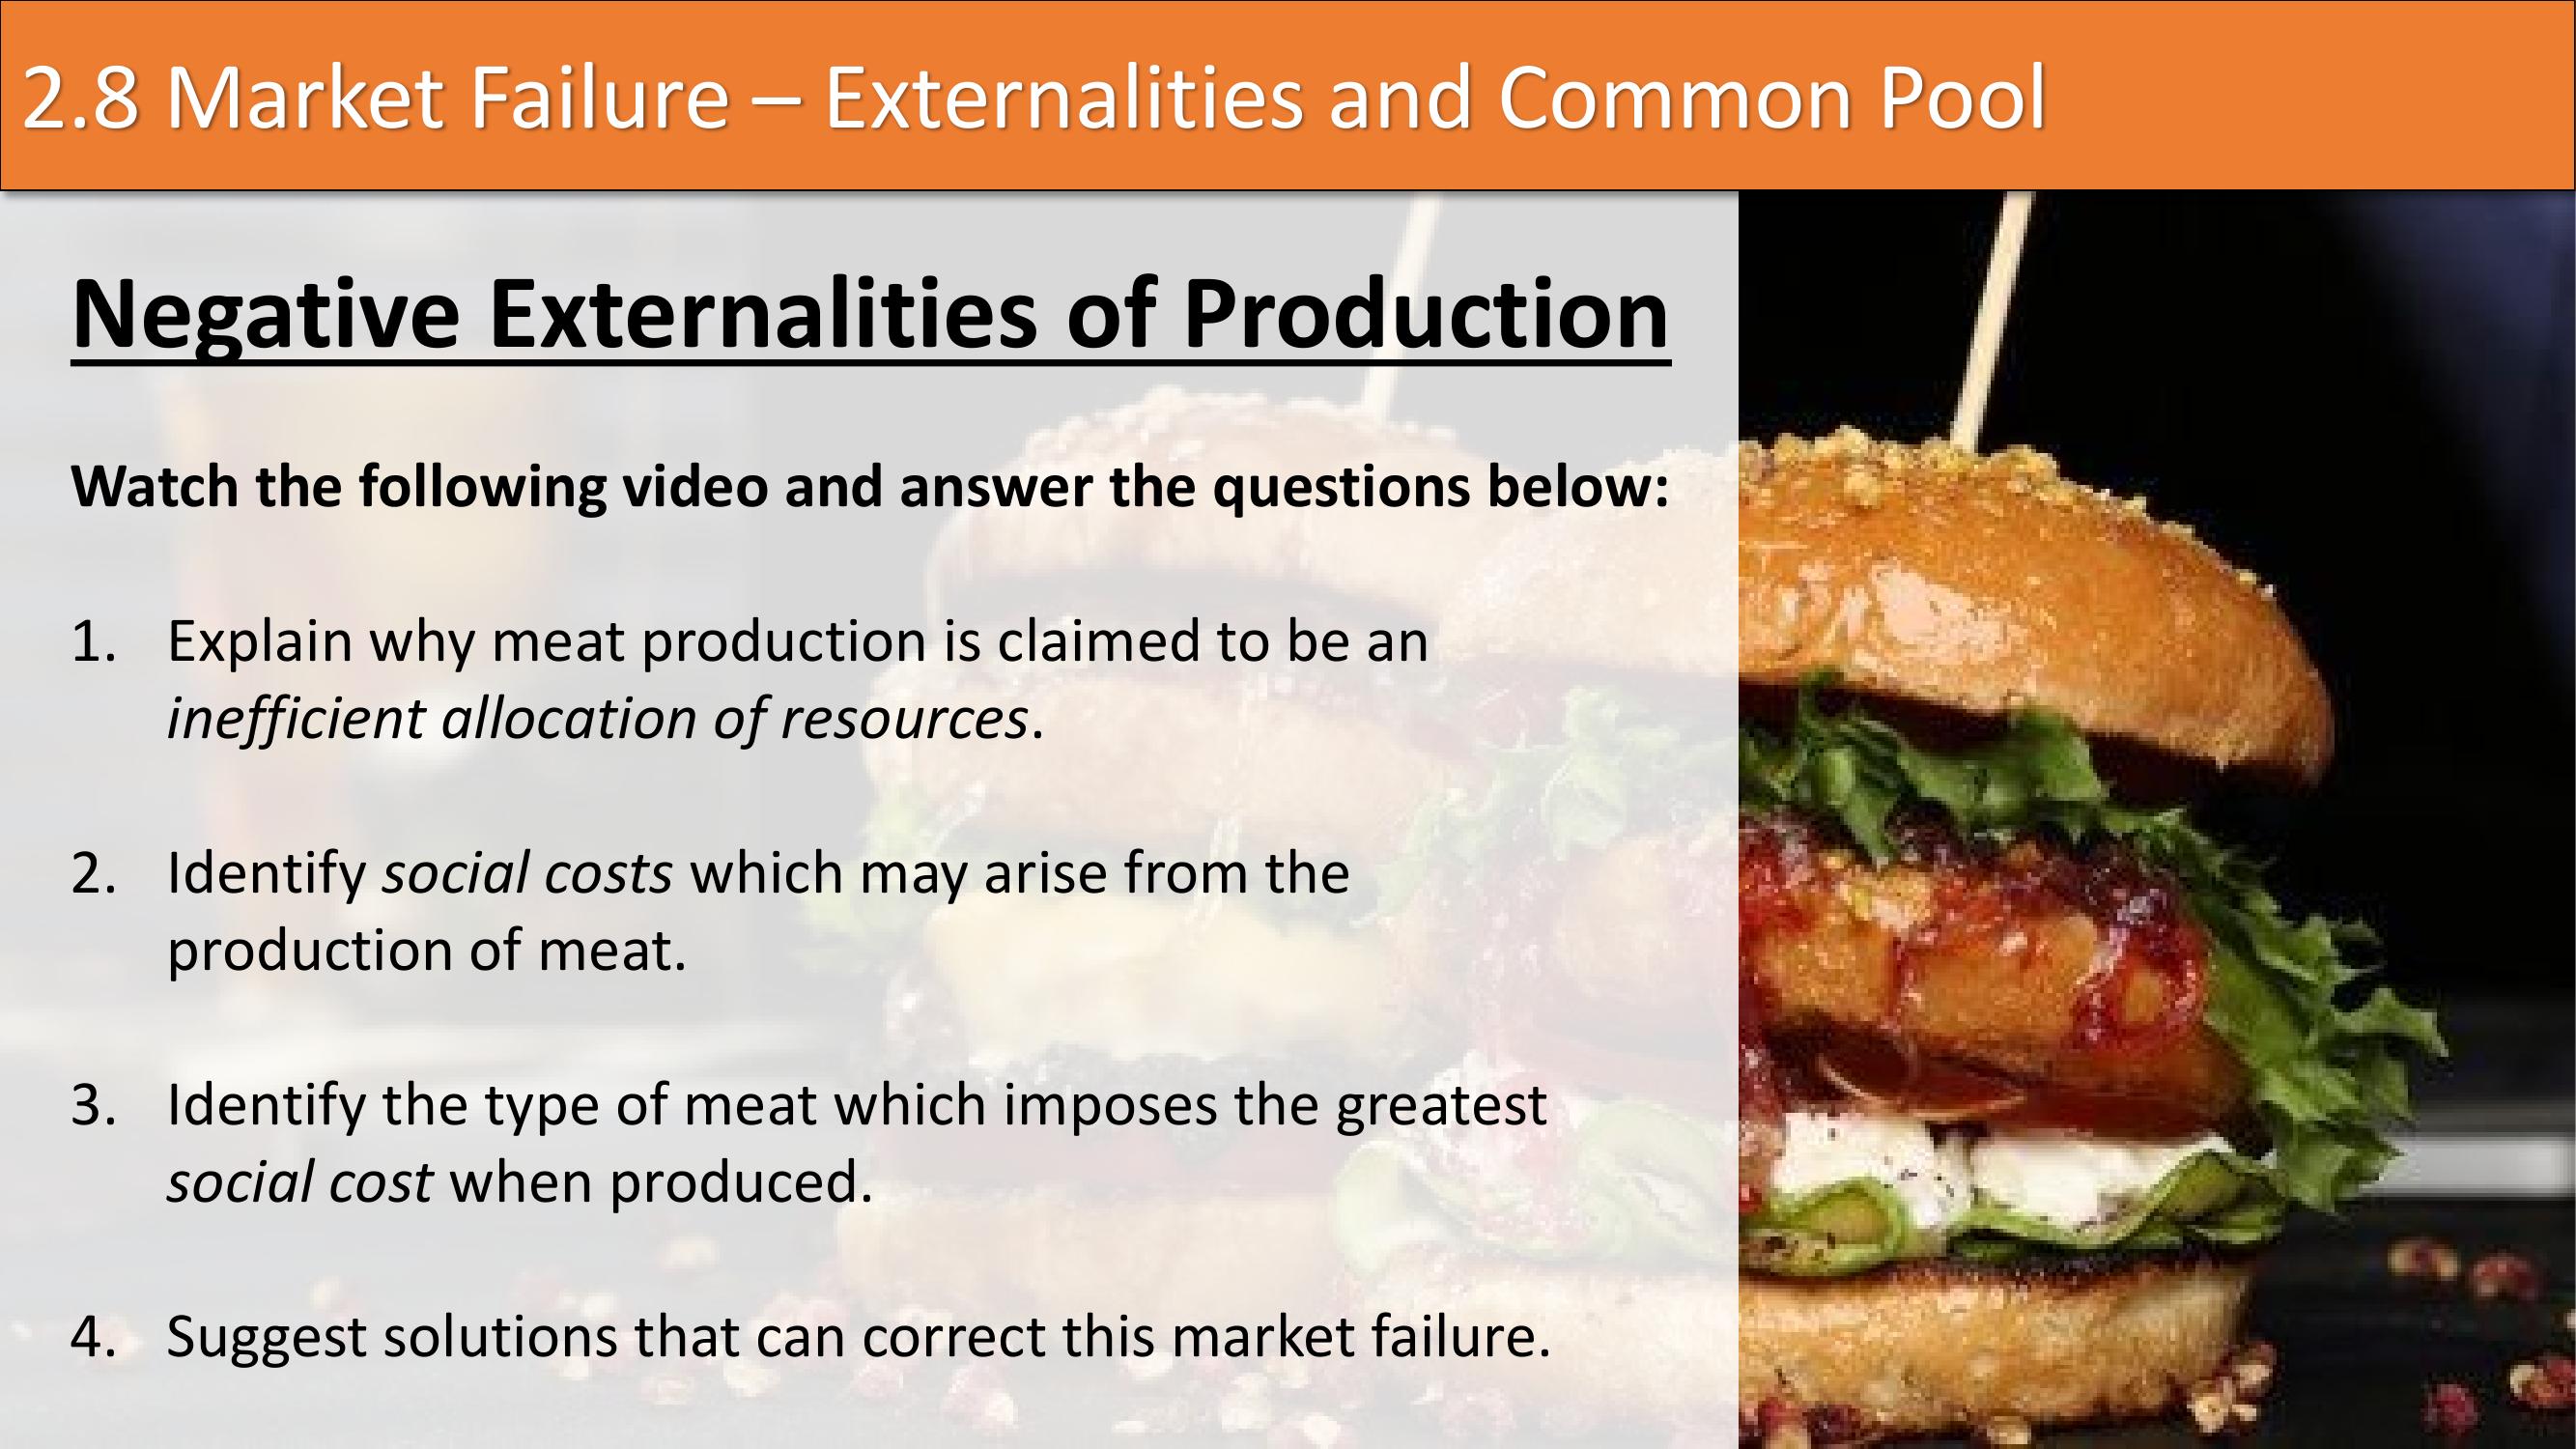 2.8 Market Failure – Externalities and Common Pool
Negative Externalities of Production
Watch the following video and answer the questions below:
1. Explain why meat production is claimed to be an
inefficient allocation of resources.
2. Identify social costs which may arise from the
production of meat.
3. Identify the type of meat which imposes the greatest
social cost when produced.
4. Suggest solutions that can correct this market failure.